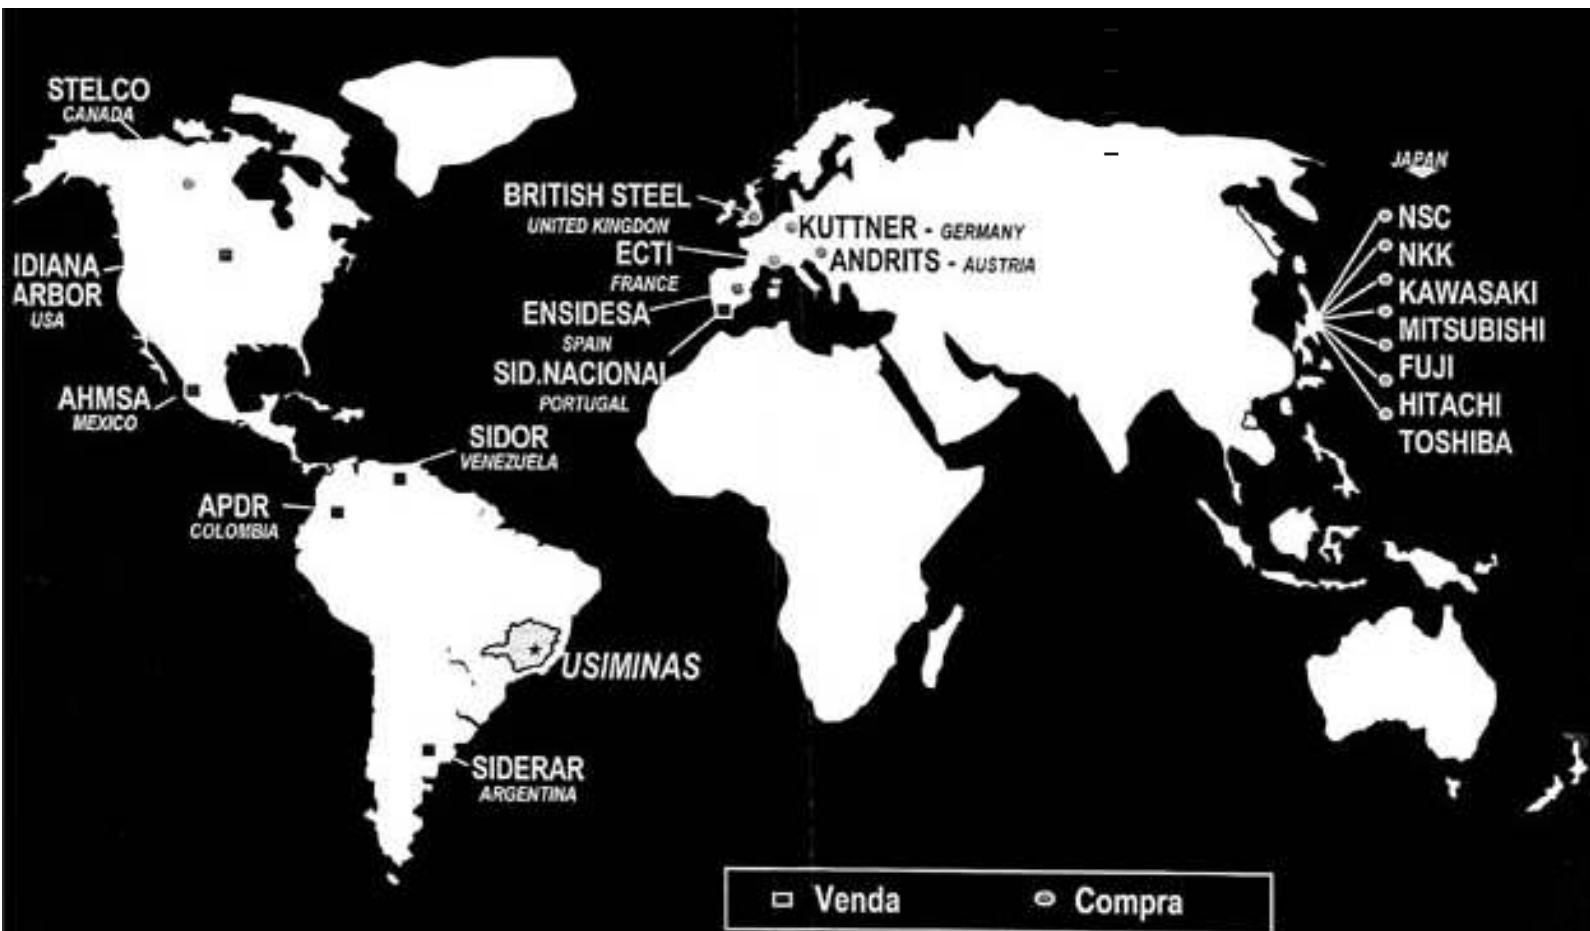 STELCO
CANADA
IDIANA
ARBOR
USA
AHMSA
MEXICO
BRITISH STEEL
UNITED KINGDON
ECTI
FRANCE
ENSIDESA
SPAIN
SID.NACIONAL
PORTUGAL
KUTTNER - GERMANY
ANDRITS - AUSTRIA
SIDOR
VENEZUELA
APDR
COLOMBIA
USIMINAS
SIDERAR
ARGENTINA
JAPAN
NSC
NKK
KAWASAKI
MITSUBISHI
FUJI
HITACHI
TOSHIBA
Venda
Compra